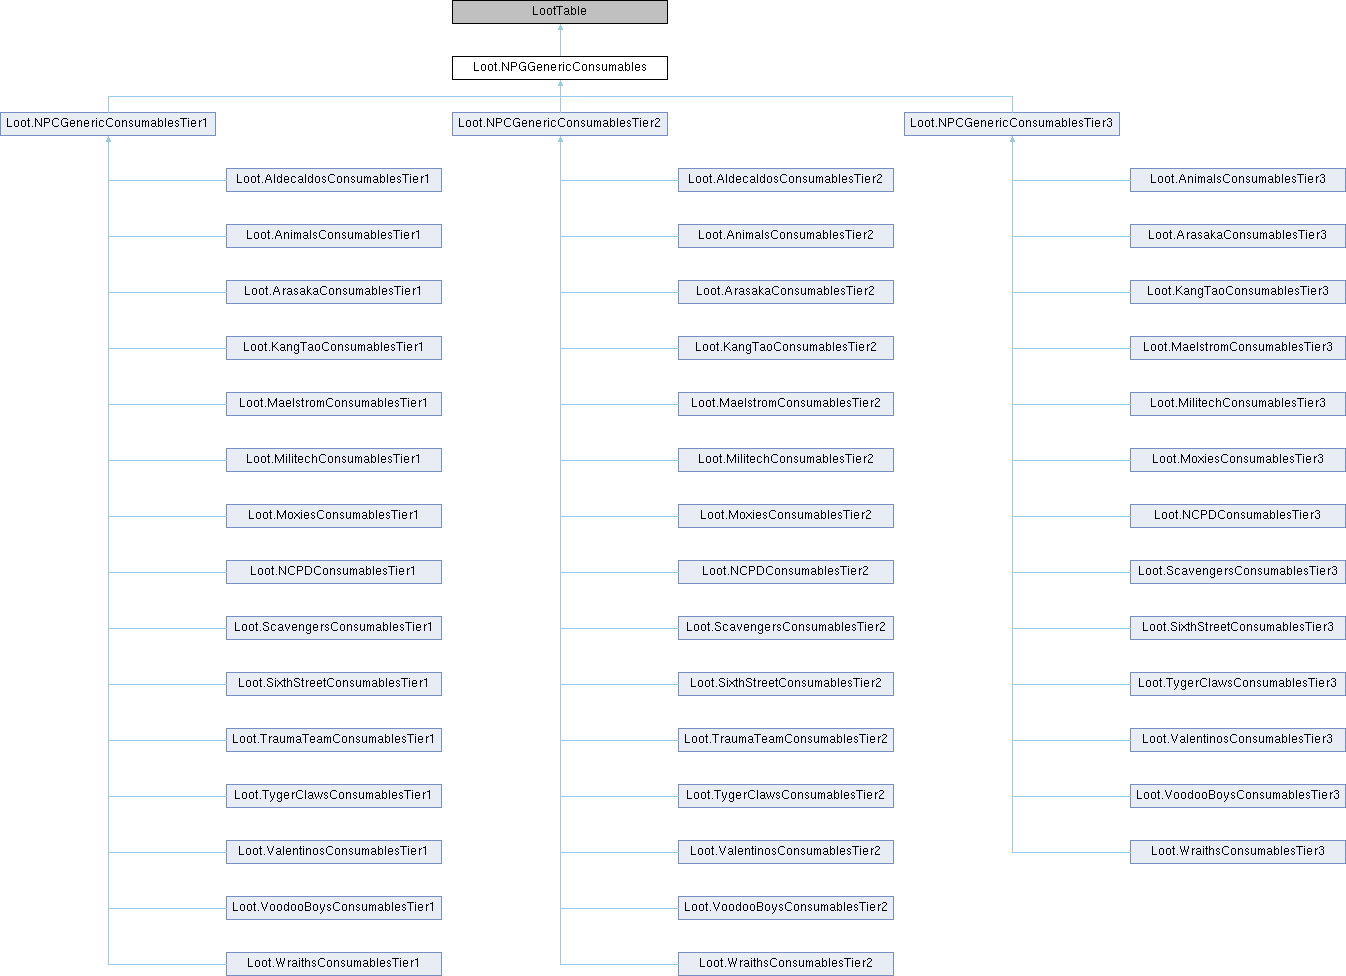 LootTable
Loot.NPGGenericConsumables
Loot.NPCGenericConsumablesTier1
Loot.NPCGenericConsumablesTier2
Loot.NPCGenericConsumablesTier3
Loot.AldecaldosConsumablesTier1
Loot.AldecaldosConsumablesTier2
Loot.AnimalsConsumablesTier3
Loot.AnimalsConsumablesTier1
Loot.AnimalsConsumablesTier2
Loot.ArasakaConsumablesTier3
Loot.ArasakaConsumablesTier1
Loot.ArasakaConsumablesTier2
Loot.KangTaoConsumablesTier3
Loot.KangTaoConsumablesTier1
Loot.KangTaoConsumablesTier2
Loot.MaelstromConsumablesTier3
Loot.MaelstromConsumablesTier1
Loot.MaelstromConsumablesTier2
Loot.MilitechConsumablesTier3
Loot.MilitechConsumablesTier1
Loot.MilitechConsumablesTier2
Loot.MoxiesConsumablesTier3
Loot.MoxiesConsumablesTier1
Loot.MoxiesConsumablesTier2
Loot.NCPDConsumablesTier3
Loot.NCPDConsumablesTier1
Loot.NCPDConsumablesTier2
Loot.ScavengersConsumablesTier3
Loot.ScavengersConsumablesTier1
Loot.ScavengersConsumablesTier2
Loot.SixthStreetConsumablesTier3
Loot.SixthStreetConsumablesTier1
Loot.SixthStreetConsumablesTier2
Loot.TygerClawsConsumablesTier3
Loot.TraumaTeamConsumablesTier1
Loot.TraumaTeamConsumablesTier2
Loot.ValentinosConsumablesTier3
Loot.TygerClawsConsumablesTier1
Loot.TygerClawsConsumablesTier2
Loot.VoodooBoysConsumablesTier3
Loot.ValentinosConsumablesTier1
Loot.ValentinosConsumablesTier2
Loot.WraithsConsumablesTier3
Loot.VoodooBoysConsumablesTier1
Loot.VoodooBoysConsumablesTier2
Loot.WraithsConsumablesTier1
Loot.WraithsConsumablesTier2